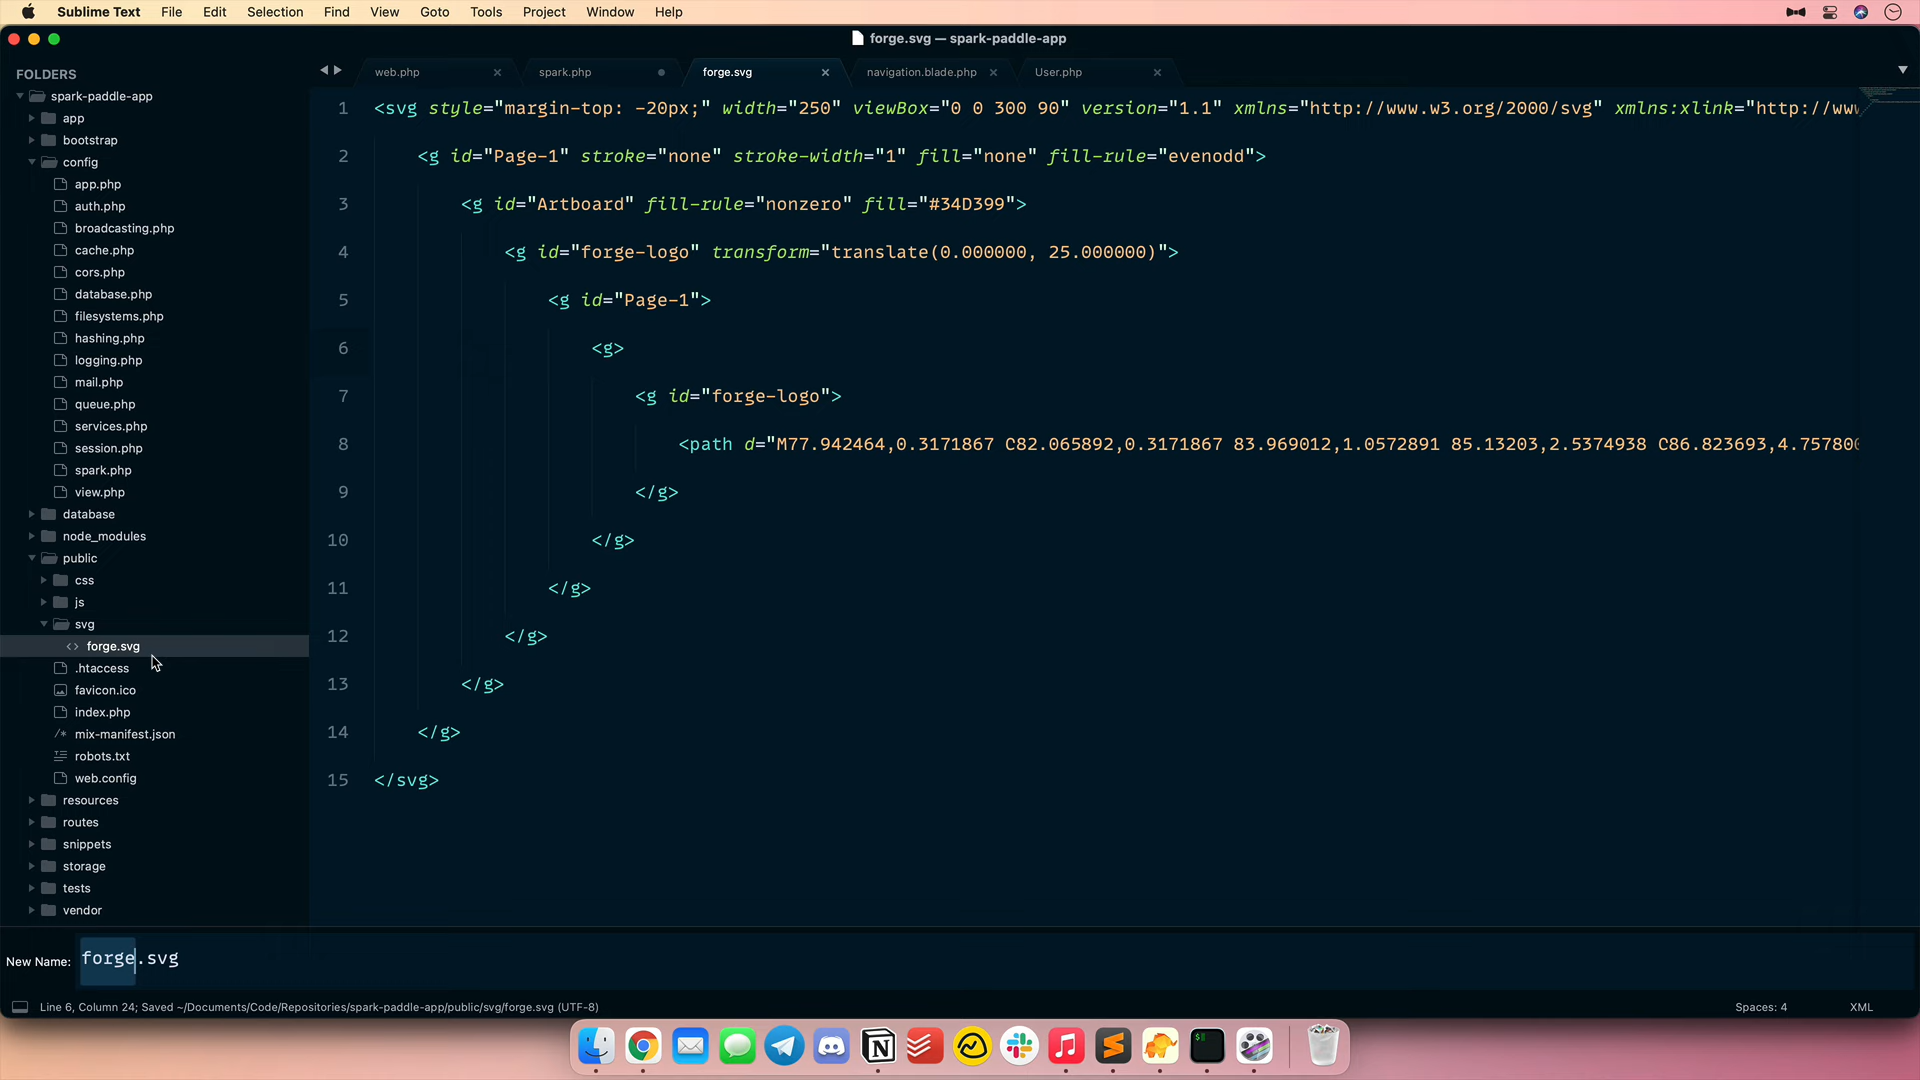 Sublime Text File Edit Selection Find View Goto Tools Project Window Help
forge.svg — spark-paddle-app
FOLDERS
spark-paddle-app
app
bootstrap
config
app.php
auth.php
broadcasting.php
cache.php
cors.php
database.php
filesystems.php
hashing.php
logging.php
mail.php
queue.php
services.php
session.php
spark.php
view.php
database
node_modules
public
css
js
svg
<> forge.svg
.htaccess
favicon.ico
index.php
/* mix-manifest.json
robots.txt
web.config
resources
routes
snippets
storage
tests
vendor
web.php spark.php forge.svg navigation.blade.php User.php
1 <svg style="margin-top: -20px;" width="250" viewBox="0 0 300 90" version="1.1" xmlns="http://www.w3.org/2000/svg" xmlns:xlink="http://ww
2 <g id="Page-1" stroke="none" stroke-width="1" fill="none" fill-rule="evenodd">
3 <g id="Artboard" fill-rule="nonzero" fill="#34D399">
4 <g id="forge-logo" transform="translate(0.000000, 25.000000)">
5 <g id="Page-1">
6 <g>
7 <g id="forge-logo">
8 <path d="M77.942464,0.3171867 C82.065892,0.3171867 83.969012,1.0572891 85.13203,2.5374938 C86.823693,4.75780
9 </g>
10 </g>
11 </g>
12 </g>
13 </g>
14 </g>
15 </svg>
New Name: forge.svg
Line 6, Column 24; Saved ~/Documents/Code/Repositories/spark-paddle-app/public/svg/forge.svg (UTF-8) Spaces: 4 XML